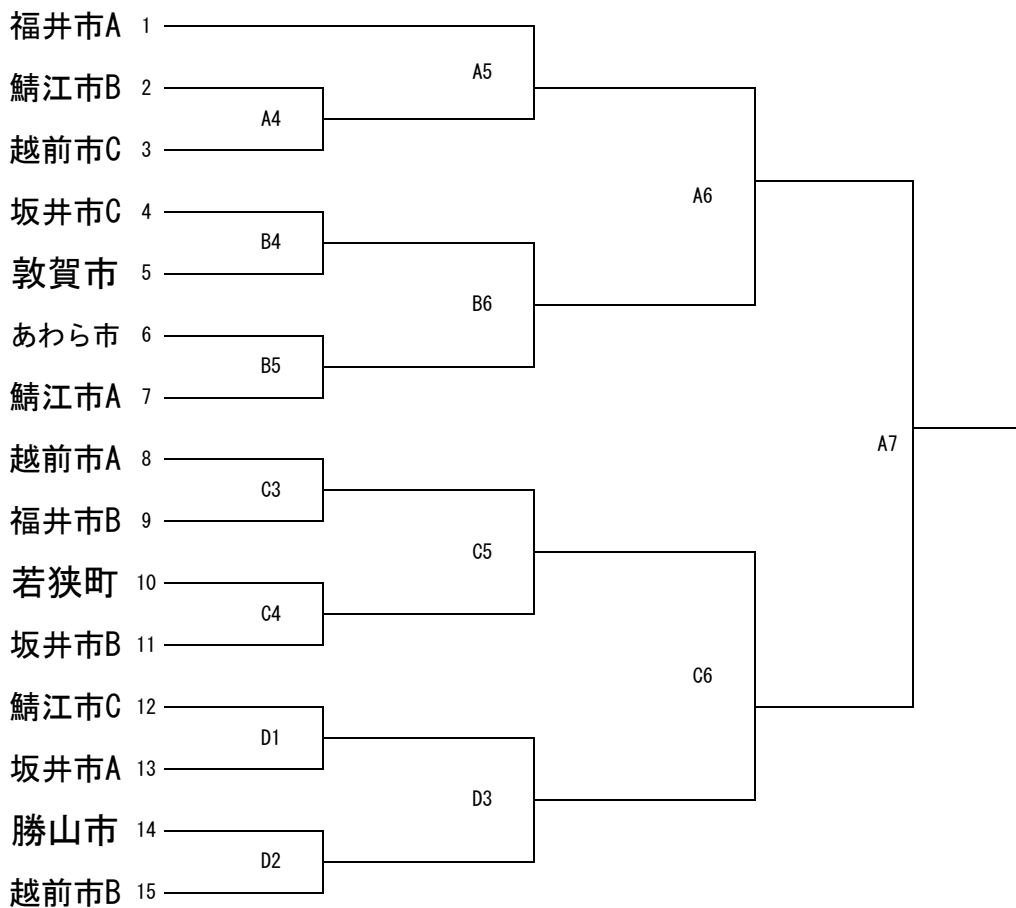 福井市A 1
A5
鯖江市B 2
A4
越前市C 3
A6
坂井市C 4
B4
敦賀市 5
B6
あわら市 6
B5
鯖江市A 7
A7
越前市A 8
C3
福井市B 9
C5
若狭町 10
C4
坂井市B 11
C6
鯖江市C 12
D1
坂井市A 13
D3
勝山市 14
D2
越前市B 15